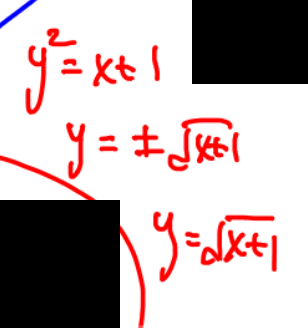 y² = x+1
y = ±√x+1
y = √x+1